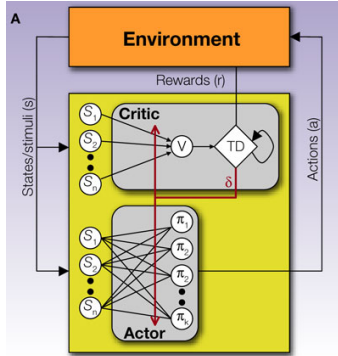 A
Environment
Rewards (r)
States/stimuli (s)
Actions (a)
Critic
S1
S2
Sn
V
TD
δ
S1
S2
Sn
π1
π2
π2
πk
Actor